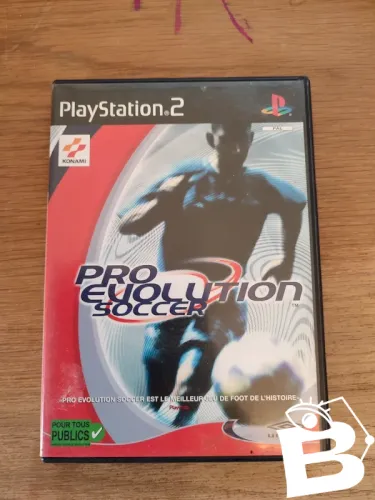 PlayStation®2
PAL
KONAMI
PRO
EVOLUTION
SOCCER
TM
PRO EVOLUTION SOCCER EST LE MEILLEUR JEU DE FOOT DE L'HISTOIRE
POUR TOUS
PUBLICS
B